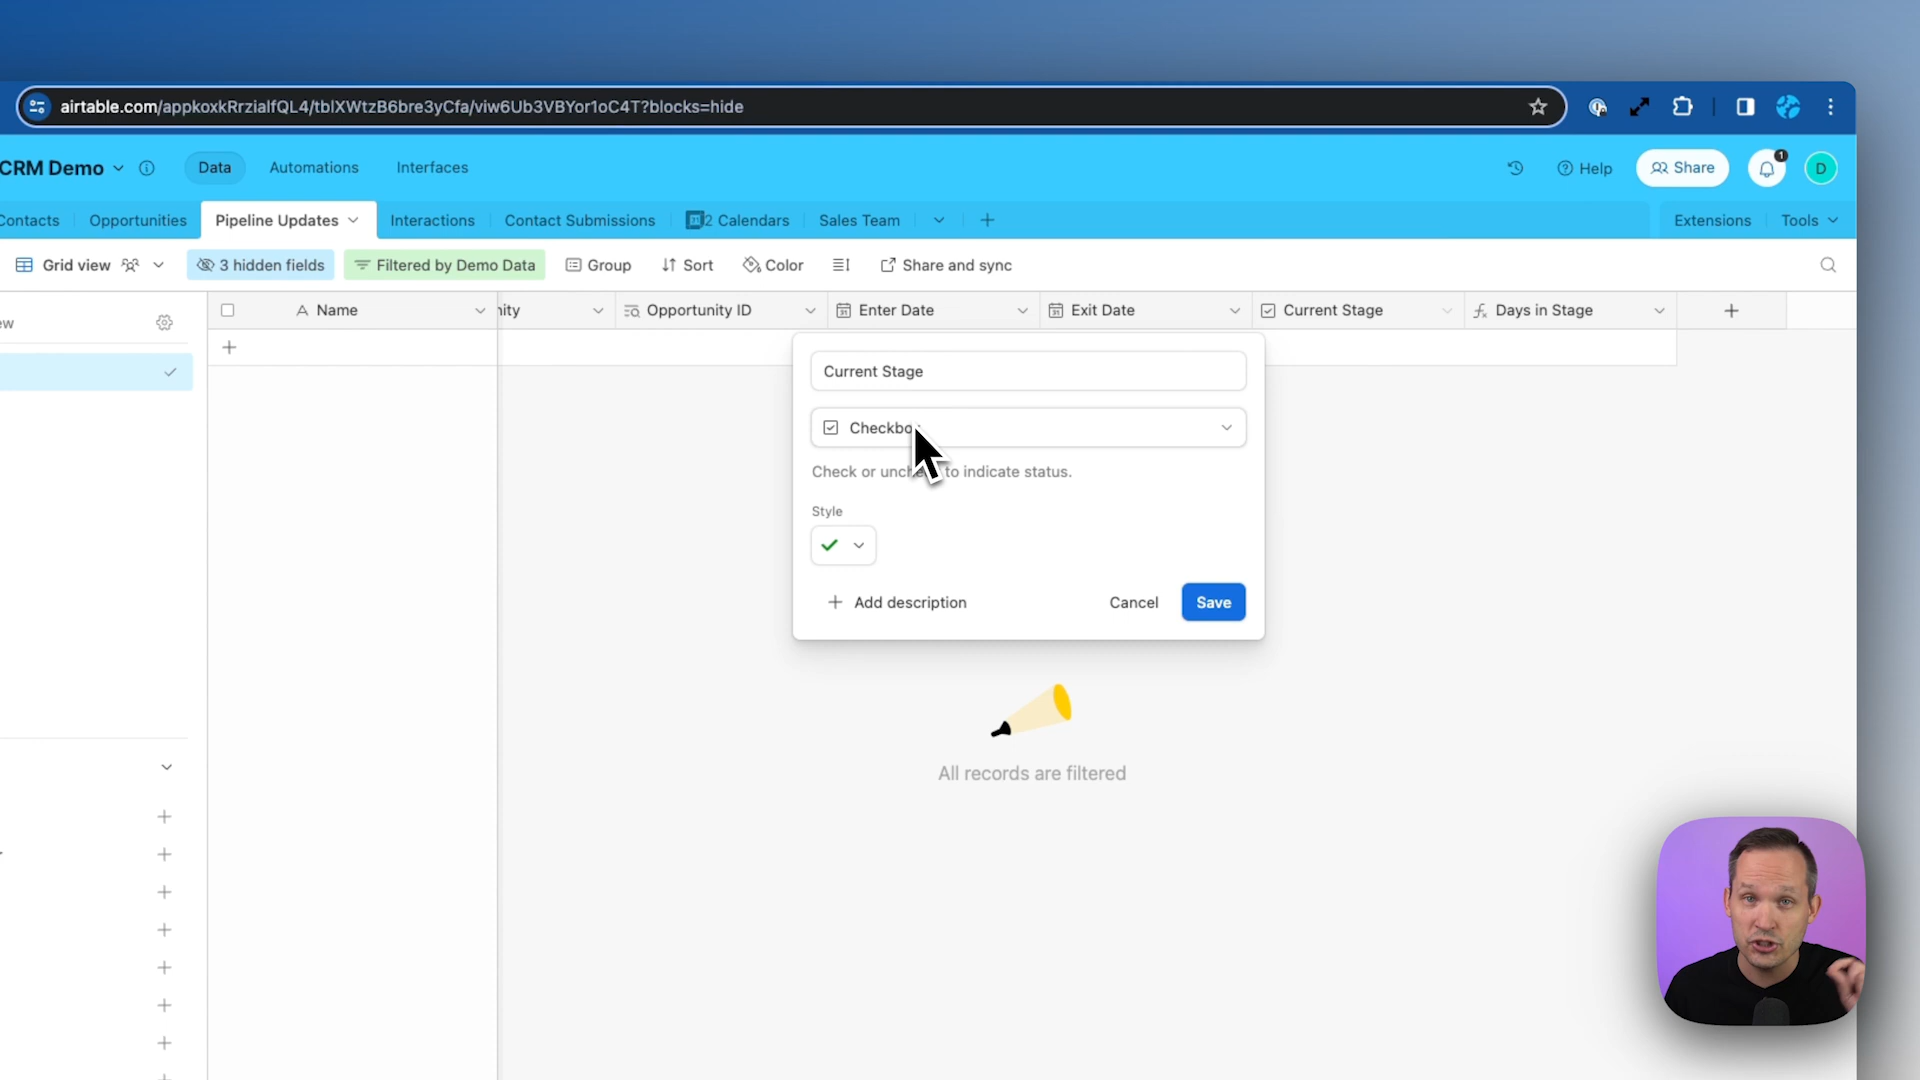 airtable.com/appkoxkRrzialfQL4/tblXWtzB6bre3yCfa/viw6Ub3VBYor1oC4T?blocks=hide
CRM Demo Data Automations Interfaces Help Share 1 D
Contacts Opportunities Pipeline Updates Interactions Contact Submissions 31 2 Calendars Sales Team Extensions Tools
Grid view 3 hidden fields Filtered by Demo Data Group Sort Color Share and sync
Name Opportunity ID Enter Date Exit Date Current Stage Days in Stage
Current Stage
Check or to indicate status.
Style
Add description Cancel Save
All records are filtered